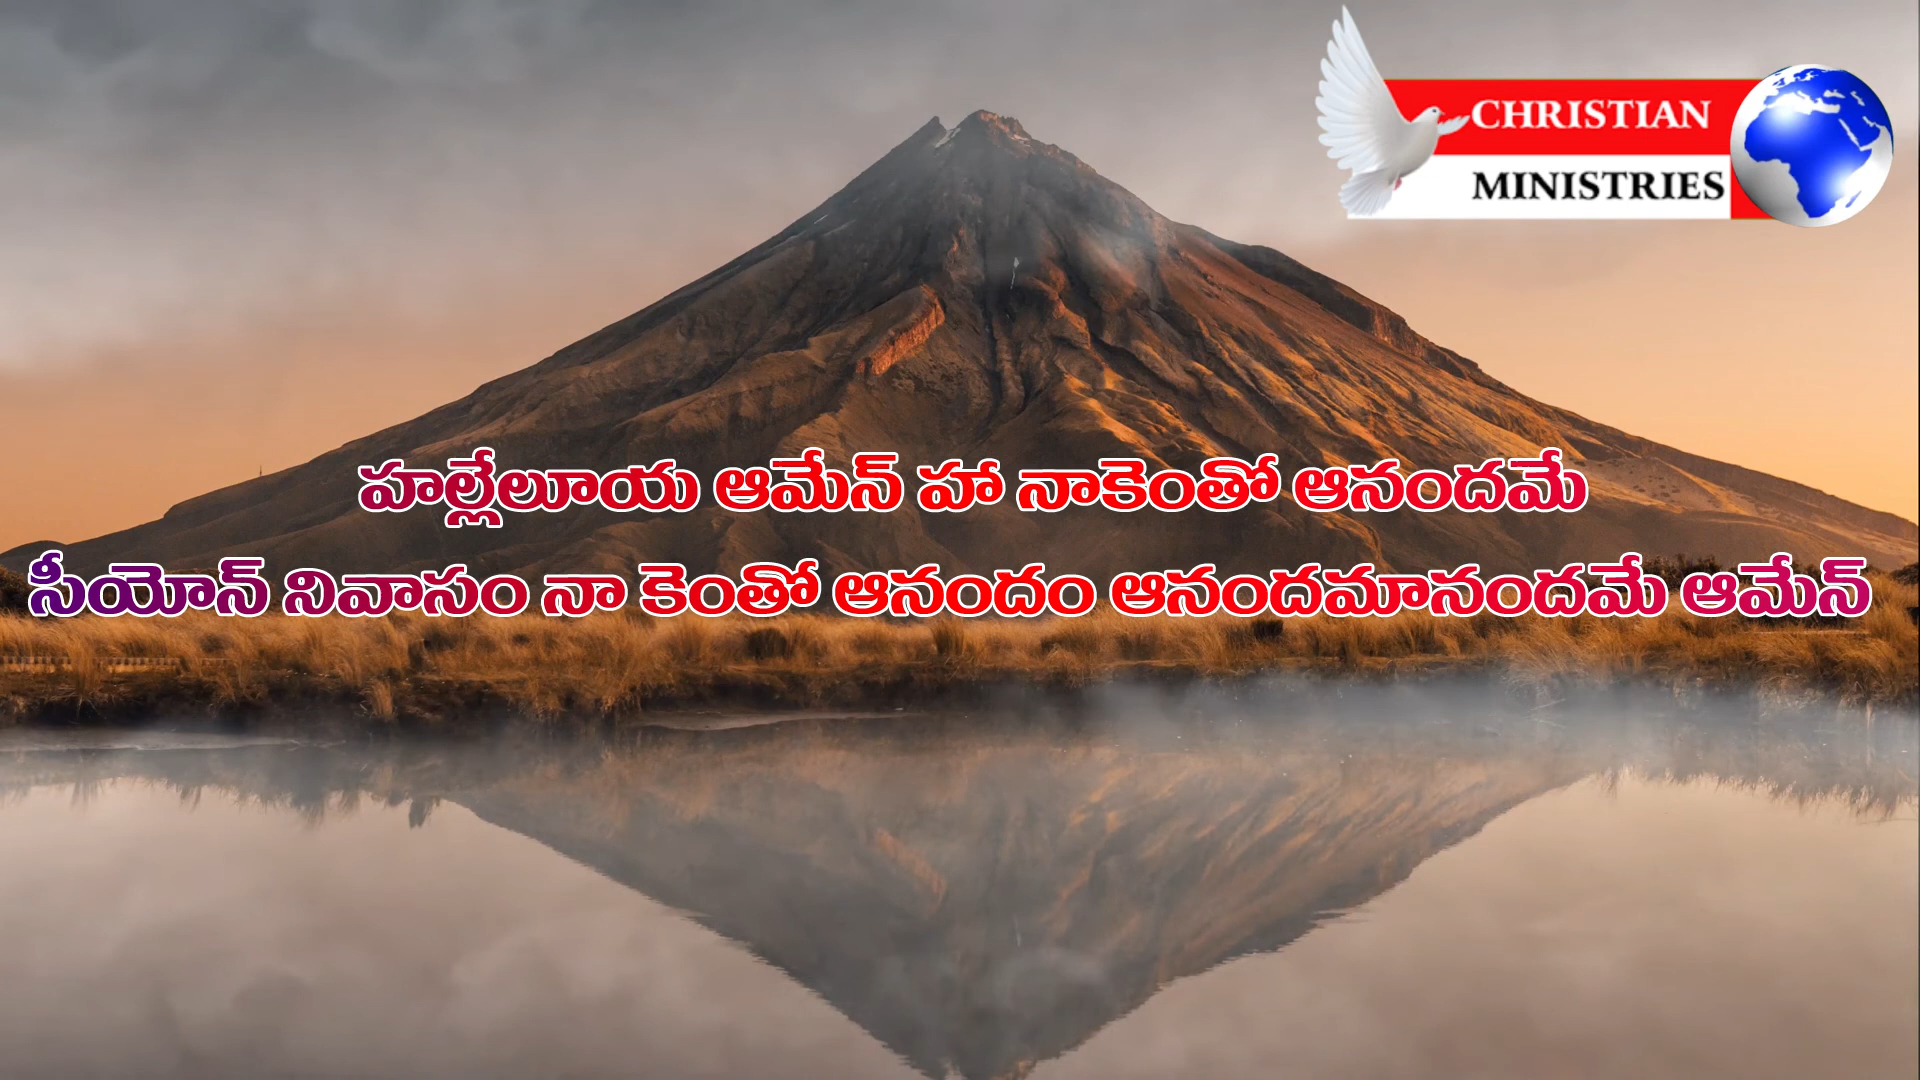 CHRISTIAN
MINISTRIES
హల్లేలూయ ఆమేన్ హా నాకెంతో ఆనందమే
సీయోన్ నివాసం నా కెంతో ఆనందం ఆనందమానందమే ఆమేన్